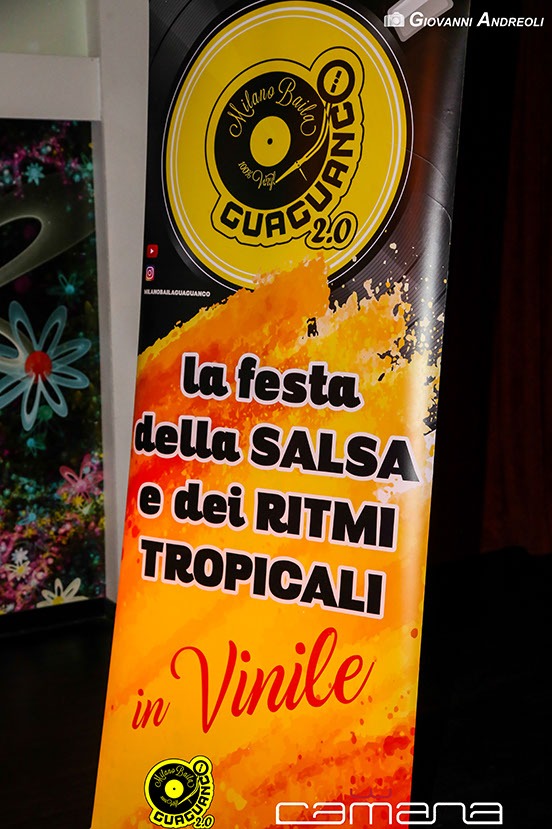 Giovanni Andreoli
Milano Baila
100% Vinyl
GUAGUANCO
2.0
MILANOBAILAGUAGUANCO
la festa
della SALSA
e dei RITMI
TROPICALI
in Vinile
Milano Baila
GUAGUANCO
2.0
camana